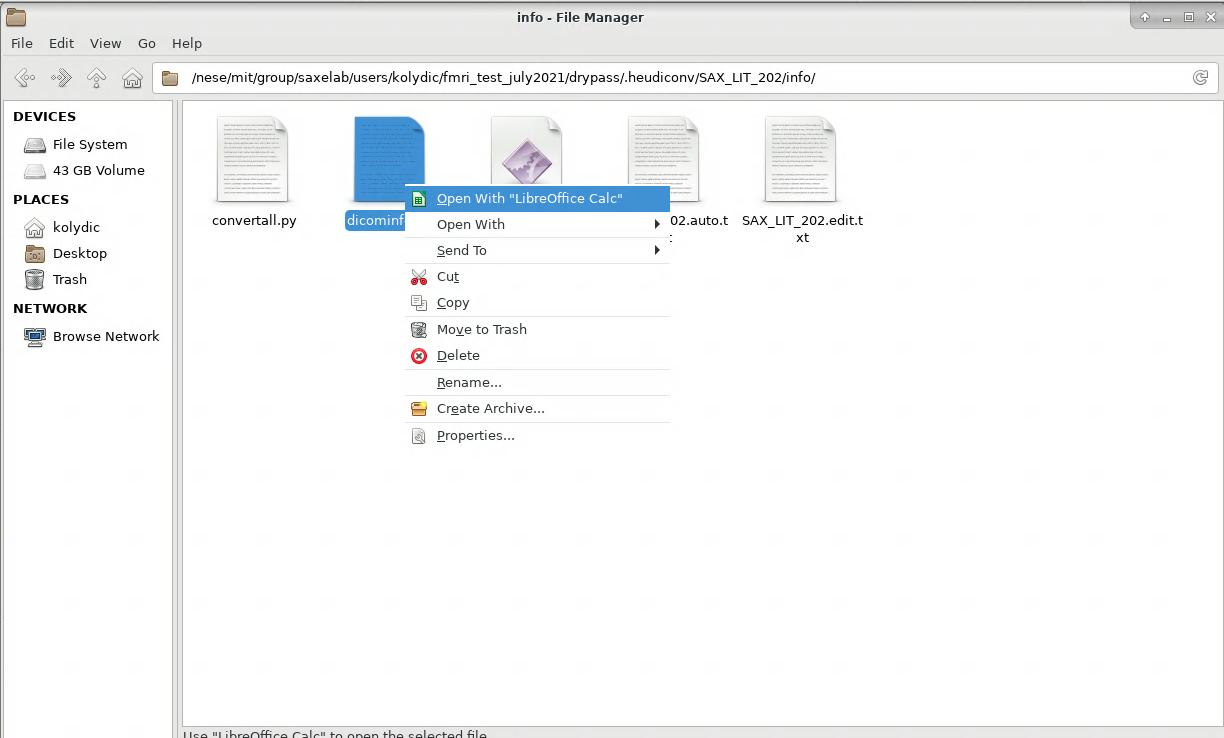 info - File Manager
File Edit View Go Help
/nese/mit/group/saxelab/users/kolydic/fmri_test_july2021/drypass/.heudiconv/SAX_LIT_202/info/
DEVICES
File System
43 GB Volume
PLACES
kolydic
Desktop
Trash
NETWORK
Browse Network
convertall.py
dicominf
02.auto.t
SAX_LIT_202.edit.t
xt
Open With "LibreOffice Calc"
Open With
Send To
Cut
Copy
Move to Trash
Delete
Rename...
Create Archive...
Properties...
Use "LibreOffice Calc" to open the selected file.